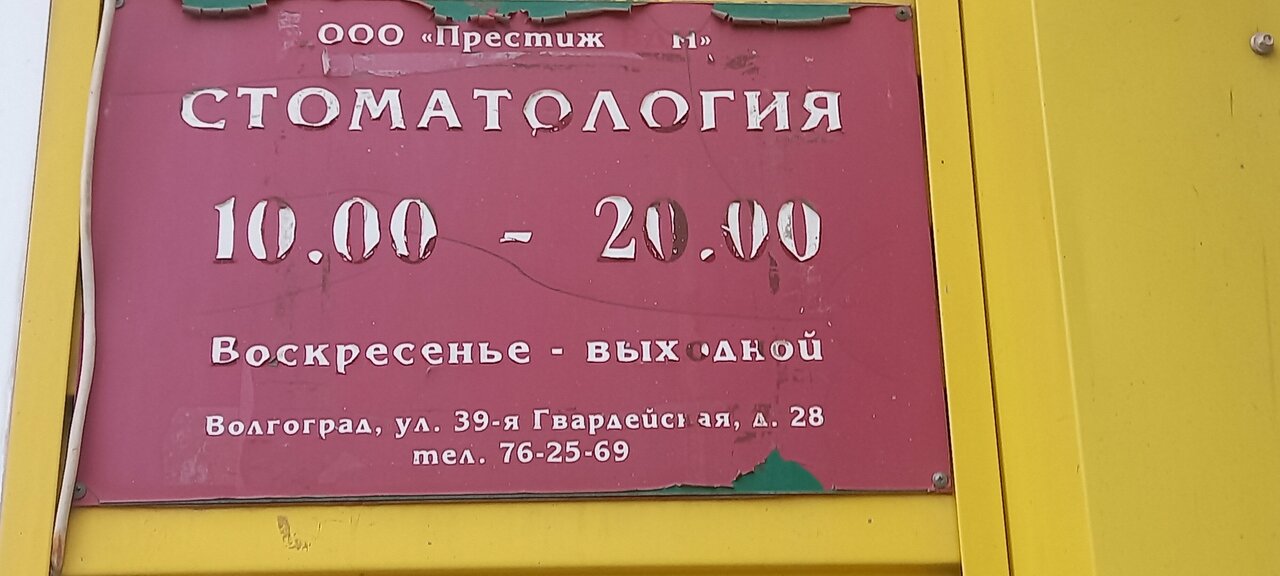 ООО «Престиж М»
СТОМАТОЛОГИЯ
10.00 - 20.00
Воскресенье - выходной
Волгоград, ул. 39-я Гвардейская, д. 28
тел. 76-25-69